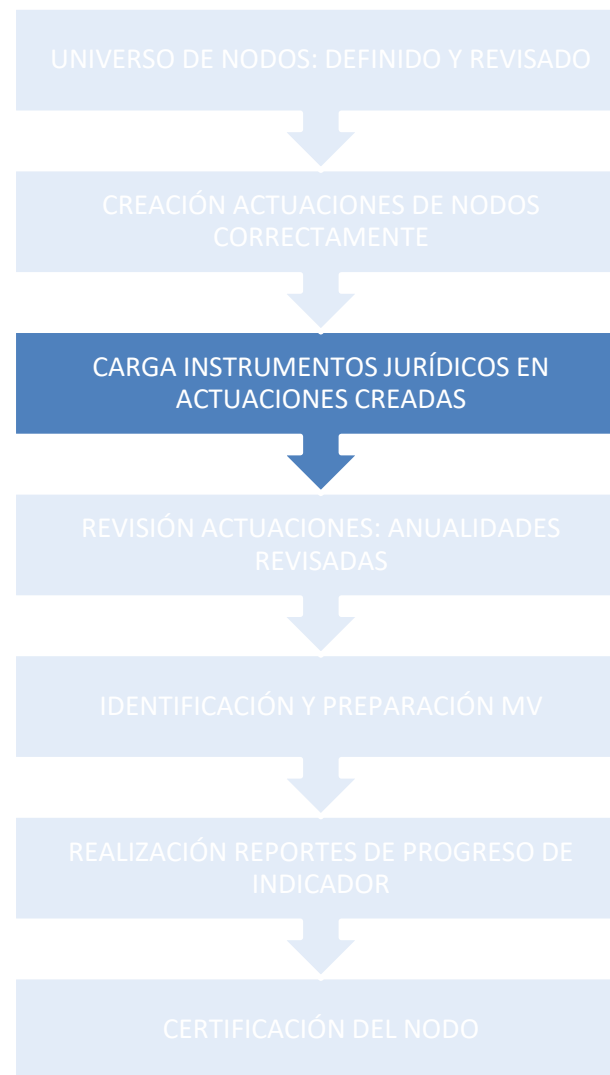 UNIVERSO DE NODOS: DEFINIDO Y REVISADO
CREACIÓN ACTUACIONES DE NODOS
CORRECTAMENTE
CARGA INSTRUMENTOS JURÍDICOS EN
ACTUACIONES CREADAS
REVISIÓN ACTUACIONES: ANUALIDADES
REVISADAS
IDENTIFICACIÓN Y PREPARACIÓN MV
REALIZACIÓN REPORTES DE PROGRESO DE
INDICADOR
CERTIFICACIÓN DEL NODO